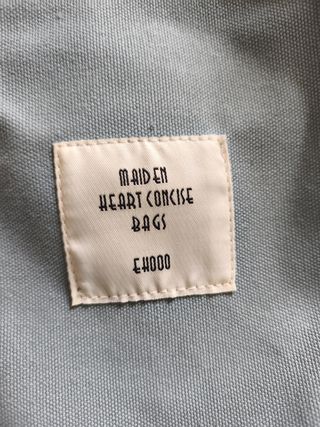 MAIDEN
HEART CONCISE
BAGS
EHOOO